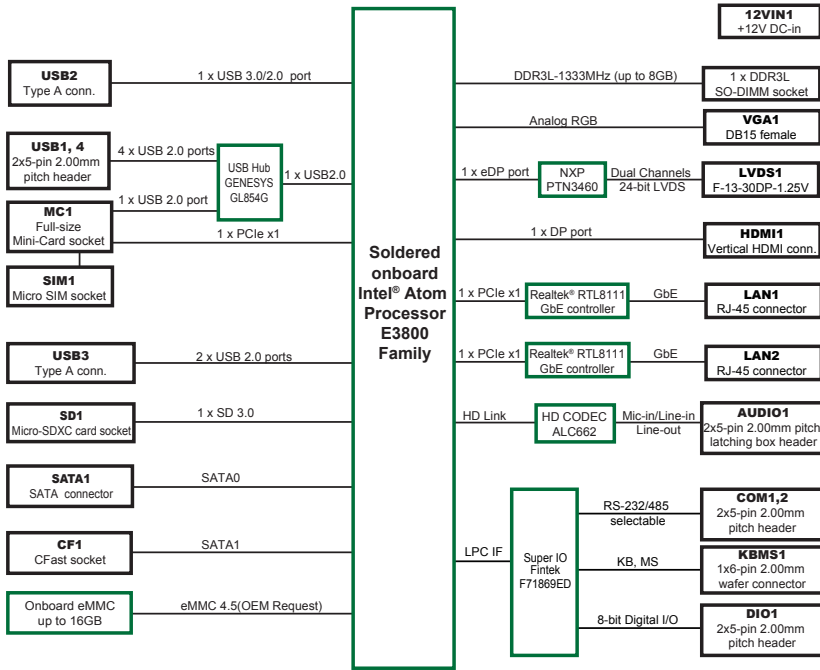 12VIN1
+12V DC-in
USB2
Type A conn.
1 x USB 3.0/2.0 port
DDR3L-1333MHz (up to 8GB)
1 x DDR3L
SO-DIMM socket
Analog RGB
VGA1
DB15 female
USB1, 4
2x5-pin 2.00mm
pitch header
4 x USB 2.0 ports
USB Hub
GENESYS
GL854G
1 x USB2.0
1 x eDP port
NXP
PTN3460
Dual Channels
24-bit LVDS
LVDS1
F-13-30DP-1.25V
1 x USB 2.0 port
MC1
Full-size
Mini-Card socket
1 x PCIe x1
1 x DP port
HDMI1
Vertical HDMI conn.
SIM1
Micro SIM socket
Soldered
onboard
Intel® Atom
Processor
E3800
Family
1 x PCIe x1
Realtek® RTL8111
GbE controller
GbE
LAN1
RJ-45 connector
USB3
Type A conn.
2 x USB 2.0 ports
1 x PCIe x1
Realtek® RTL8111
GbE controller
GbE
LAN2
RJ-45 connector
SD1
Micro-SDXC card socket
1 x SD 3.0
HD Link
HD CODEC
ALC662
Mic-in/Line-in
Line-out
AUDIO1
2x5-pin 2.00mm pitch
latching box header
SATA1
SATA connector
SATA0
RS-232/485
selectable
COM1,2
2x5-pin 2.00mm
pitch header
CF1
CFast socket
SATA1
LPC IF
Super IO
Fintek
F71869ED
KB, MS
KBMS1
1x6-pin 2.00mm
wafer connector
Onboard eMMC
up to 16GB
eMMC 4.5(OEM Request)
8-bit Digital I/O
DIO1
2x5-pin 2.00mm
pitch header